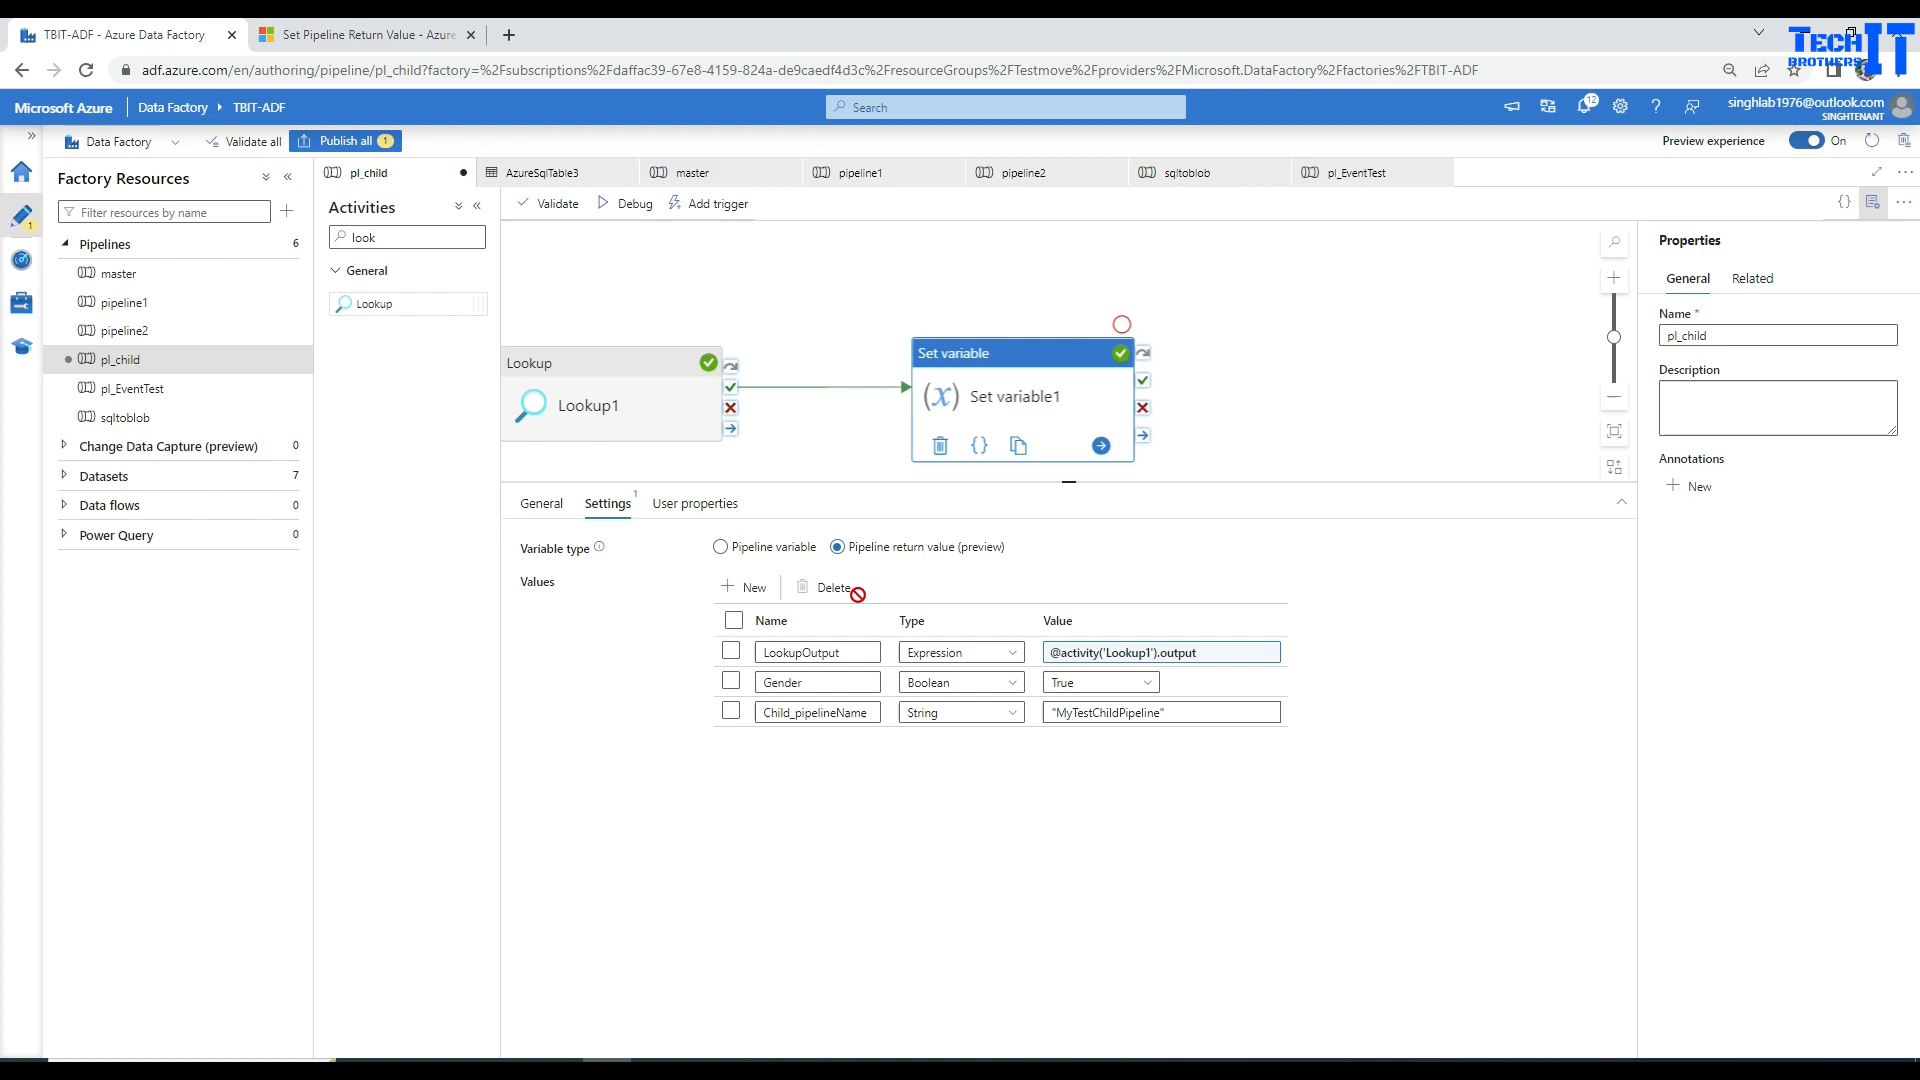 TBIT-ADF - Azure Data Factory
Set Pipeline Return Value - Azure
TECH IT BROTHERS
adf.azure.com/en/authoring/pipeline/pl_child?factory=%2Fsubscriptions%2Fdaffac39-67e8-4159-824a-de9caedf4d3c%2FresourceGroups%2FTestmove%2Fproviders%2FMicrosoft.DataFactory%2Ffactories%2FTBIT-ADF
Microsoft Azure
Data Factory
TBIT-ADF
Search
12
singhlab1976@outlook.com
SINGHTENANT
Data Factory
Validate all
Publish all 1
Preview experience
On
Factory Resources
Filter resources by name
1
Pipelines 6
master
pipeline1
pipeline2
pl_child
pl_EventTest
sqltoblob
Change Data Capture (preview) 0
Datasets 7
Data flows 0
Power Query 0
pl_child
AzureSqlTable3
master
pipeline1
pipeline2
sqltoblob
pl_EventTest
Activities
look
General
Lookup
Validate
Debug
Add trigger
Lookup
Lookup1
Set variable
(x) Set variable1
General
Settings 1
User properties
Variable type
Pipeline variable
Pipeline return value (preview)
Values
New
Delete
Name Type Value
LookupOutput Expression @activity('Lookup1').output
Gender Boolean True
Child_pipelineName String "MyTestChildPipeline"
Properties
General
Related
Name *
pl_child
Description
Annotations
New